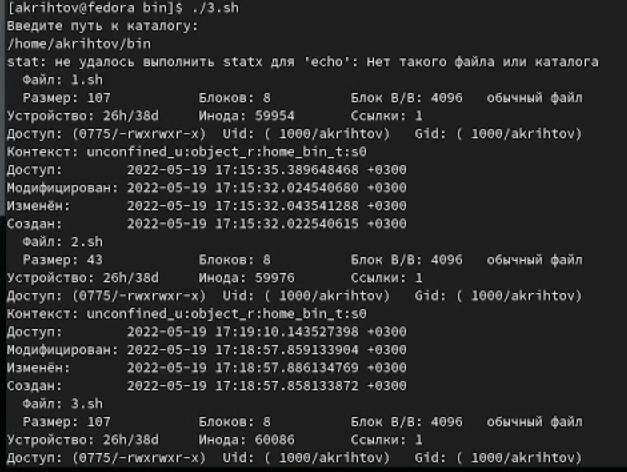 [akrihtov@fedora bin]$ ./3.sh
Введите путь к каталогу:
/home/akrihtov/bin
stat: не удалось выполнить statx для 'echo': Нет такого файла или каталога
  Файл: 1.sh
  Размер: 107             Блоков: 8          Блок B/B: 4096   обычный файл
Устройство: 26h/38d     Инода: 59954       Ссылки: 1
Доступ: (0775/-rwxrwxr-x)  Uid: ( 1000/akrihtov)   Gid: ( 1000/akrihtov)
Контекст: unconfined_u:object_r:home_bin_t:s0
Доступ:        2022-05-19 17:15:35.389648468 +0300
Модифицирован: 2022-05-19 17:15:32.024540680 +0300
Изменён:       2022-05-19 17:15:32.043541288 +0300
Создан:        2022-05-19 17:15:32.022540615 +0300
  Файл: 2.sh
  Размер: 43              Блоков: 8          Блок B/B: 4096   обычный файл
Устройство: 26h/38d     Инода: 59976       Ссылки: 1
Доступ: (0775/-rwxrwxr-x)  Uid: ( 1000/akrihtov)   Gid: ( 1000/akrihtov)
Контекст: unconfined_u:object_r:home_bin_t:s0
Доступ:        2022-05-19 17:19:10.143527398 +0300
Модифицирован: 2022-05-19 17:18:57.859133904 +0300
Изменён:       2022-05-19 17:18:57.886134769 +0300
Создан:        2022-05-19 17:18:57.858133872 +0300
  Файл: 3.sh
  Размер: 107             Блоков: 8          Блок B/B: 4096   обычный файл
Устройство: 26h/38d     Инода: 60086       Ссылки: 1
Доступ: (0775/-rwxrwxr-x)  Uid: ( 1000/akrihtov)   Gid: ( 1000/akrihtov)